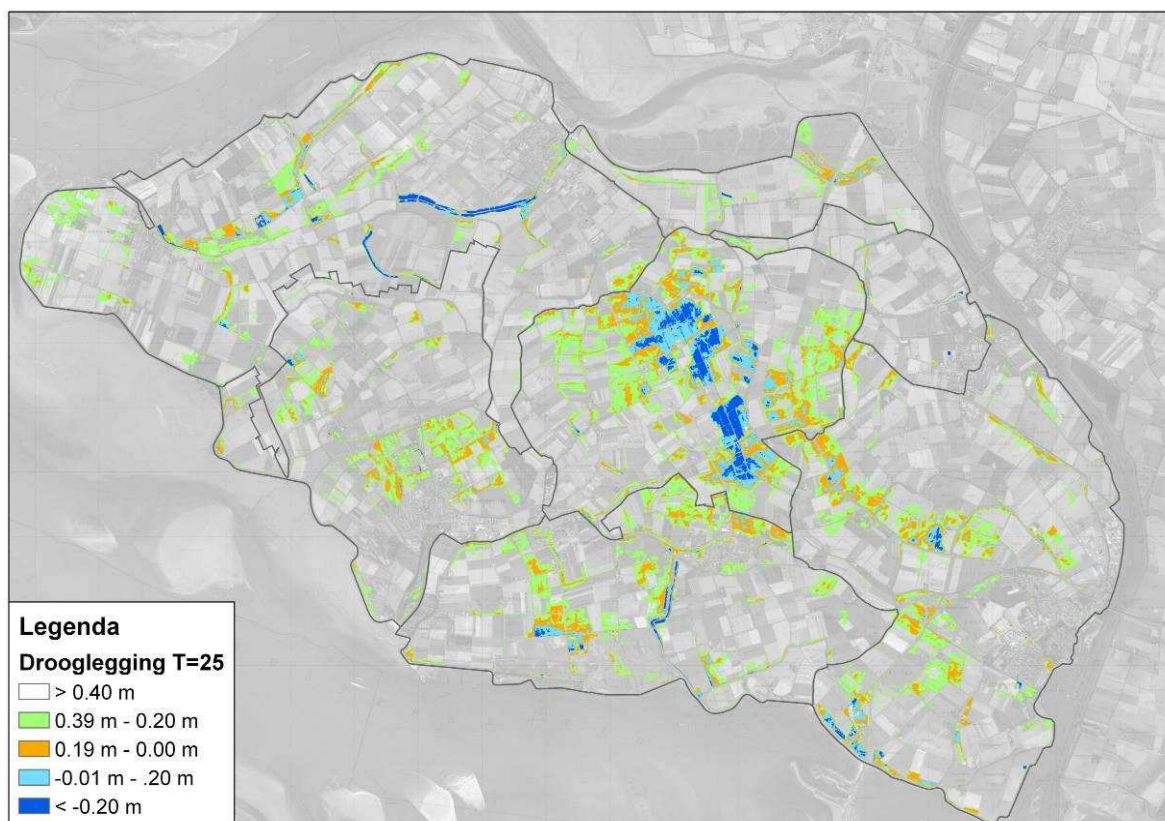 Legenda
Drooglegging T=25
> 0.40 m
0.39 m - 0.20 m
0.19 m - 0.00 m
-0.01 m - .20 m
< -0.20 m